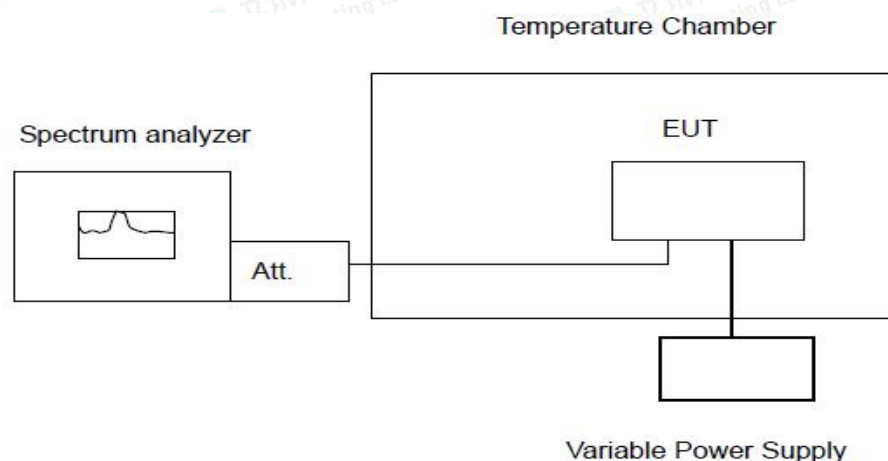 Temperature Chamber
Spectrum analyzer
EUT
Att.
Variable Power Supply